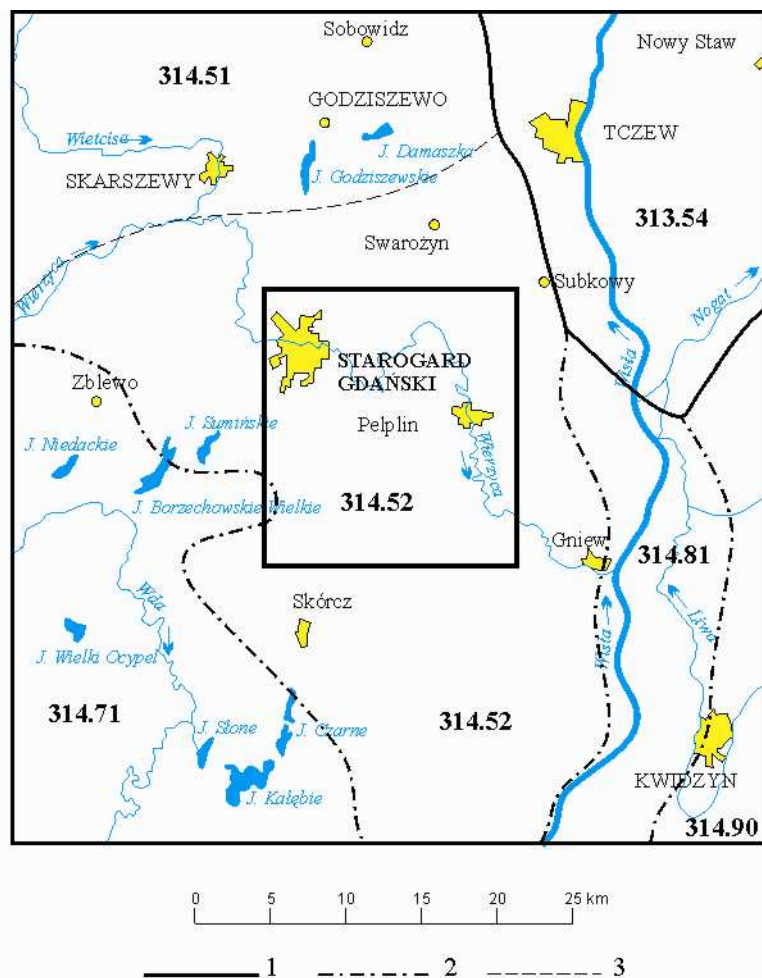 Sobowidz
Nowy Staw
314.51
GODZISZEWO
TCZEW
Wietcisa
J. Damaszka
SKARSZEWY
J. Godziszewskie
313.54
Swarożyn
Wierzyca
Subkowy
Nogat
STAROGARD
GDAŃSKI
Wisła
Zblewo
Pelplin
J. Sumińskie
J. Niedackie
Wierzyca
J. Borzechowskie Wielkie
314.52
Gniew
314.81
Wda
Skórcz
Liwa
Wisła
J. Wielki Ocypel
314.71
J. Słone
J. Czarne
314.52
J. Kałębie
KWIDZYN
314.90
0 5 10 15 20 25 km
1 2 3